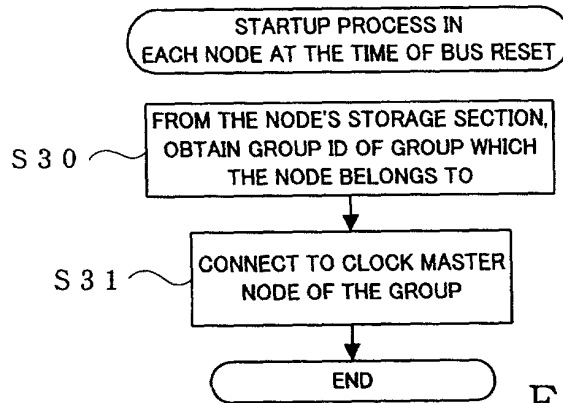 STARTUP PROCESS IN
EACH NODE AT THE TIME OF BUS RESET
FROM THE NODE'S STORAGE SECTION,
S30
OBTAIN GROUP ID OF GROUP WHICH
THE NODE BELONGS TO
S31
CONNECT TO CLOCK MASTER
NODE OF THE GROUP
END